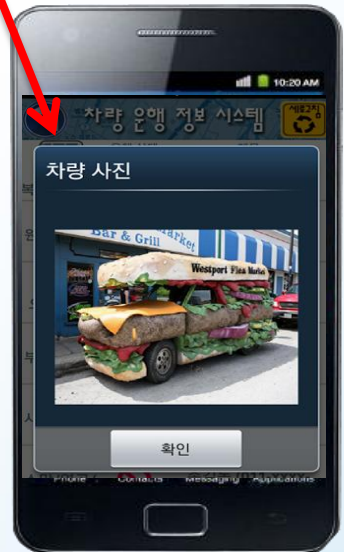 10:20 AM
차량 운행 정보 시스템
새로고침
차량 사진
Bar & Grill
Market
Westport Flea Market
확인
Phone Contacts Messaging Applications